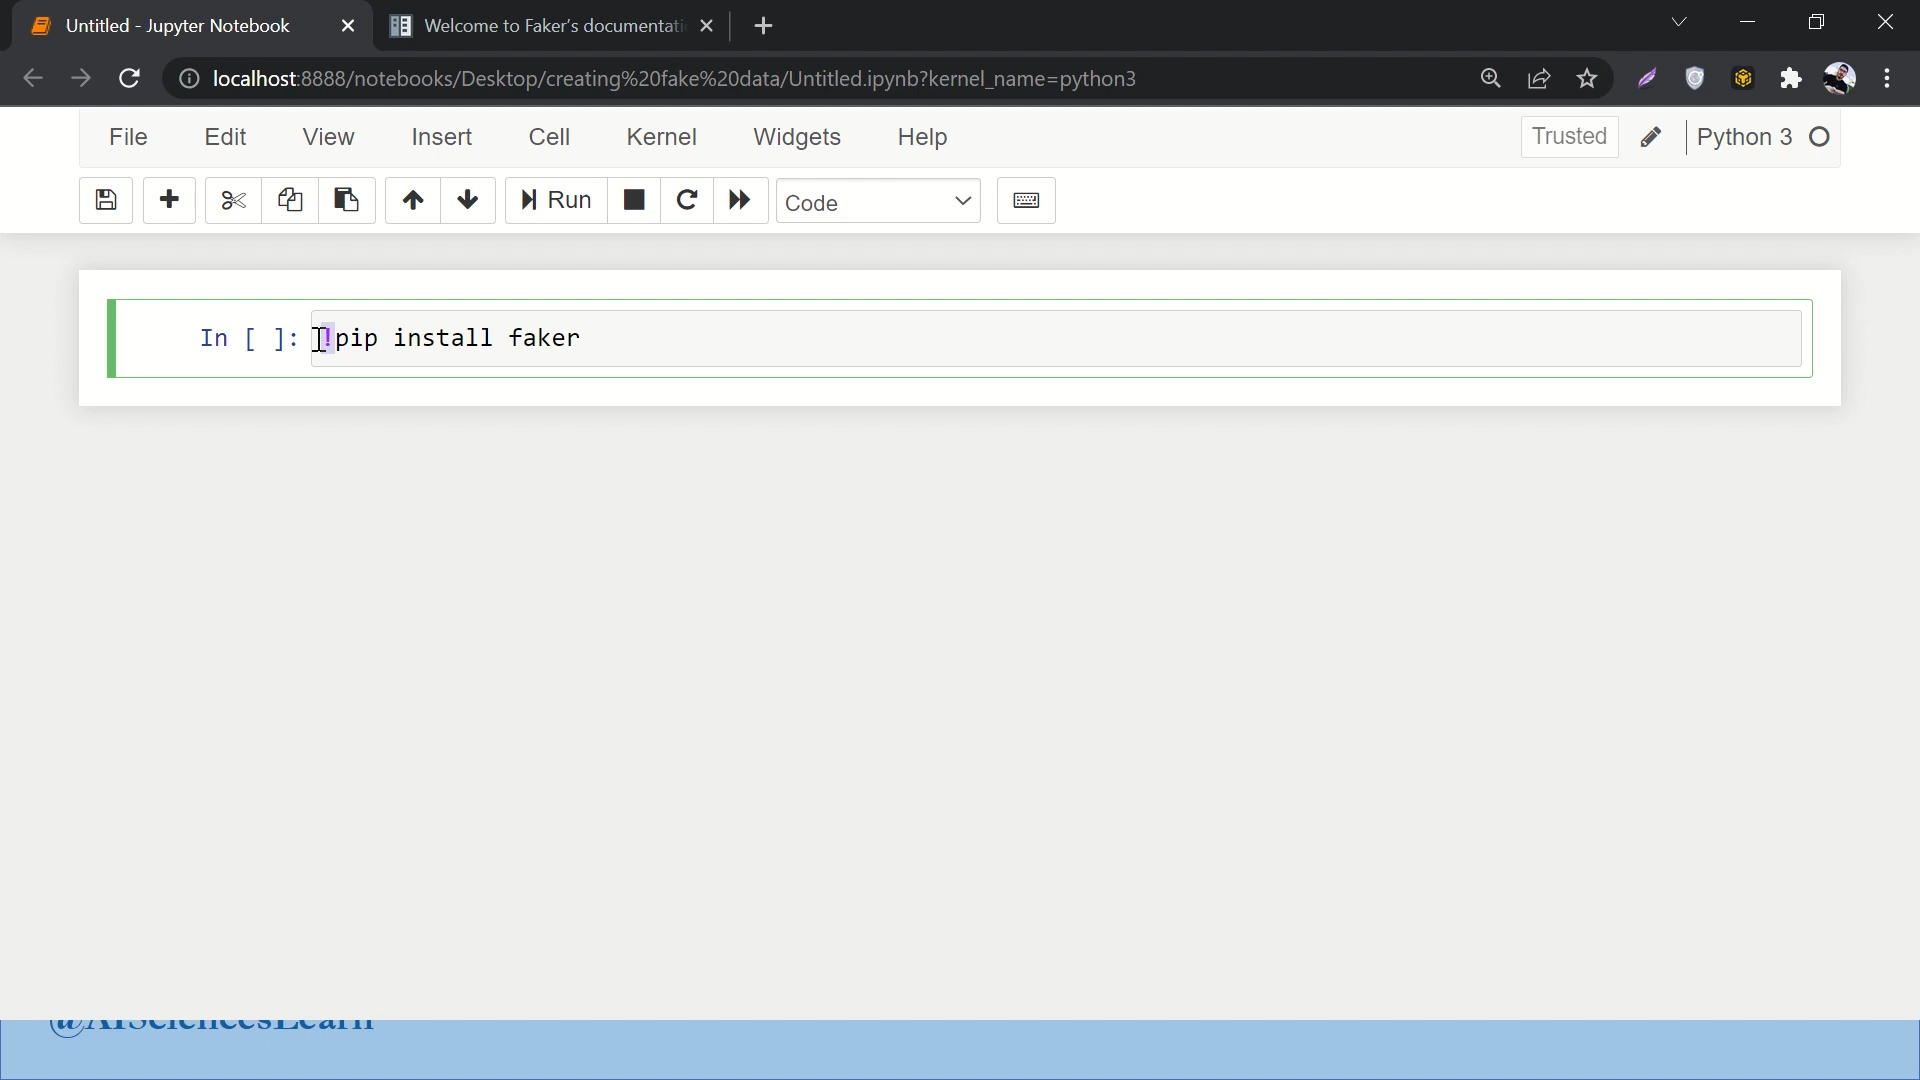 Untitled - Jupyter Notebook
Welcome to Faker's documentati
localhost:8888/notebooks/Desktop/creating%20fake%20data/Untitled.ipynb?kernel_name=python3
File Edit View Insert Cell Kernel Widgets Help
Trusted
Python 3
Run
Code
In [ ]: !pip install faker
@AISciencesLearn